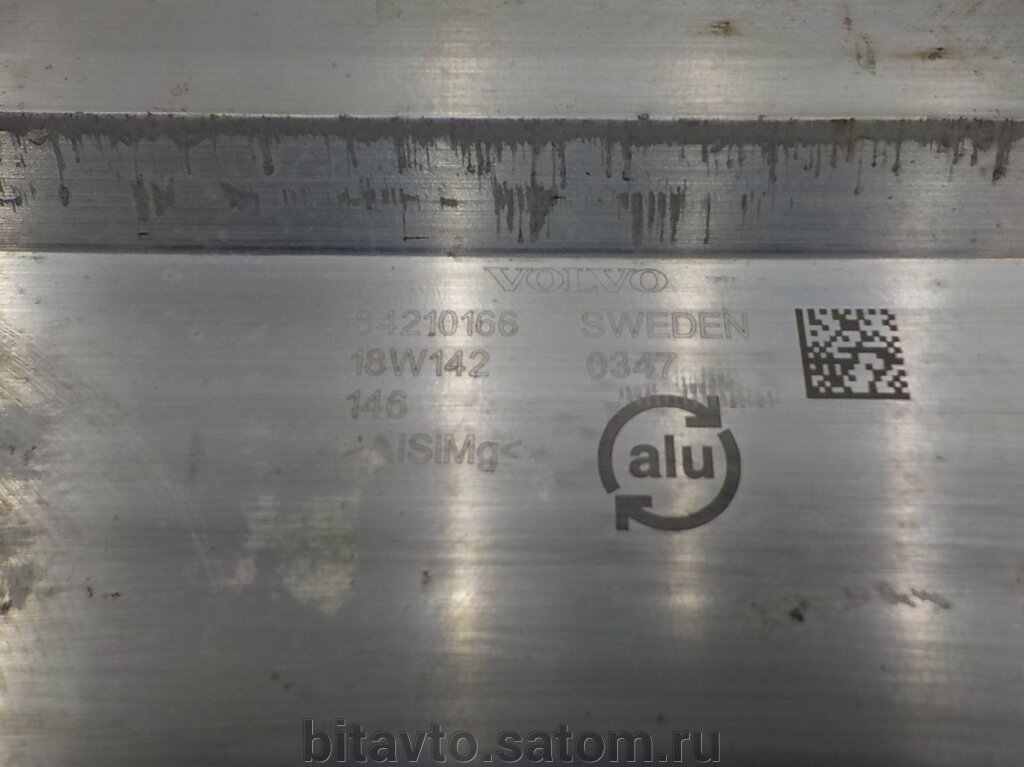 VOLVO
84210166 SWEDEN
18W142 0347
146
>AlSiMg<
alu
bitavto.satom.ru